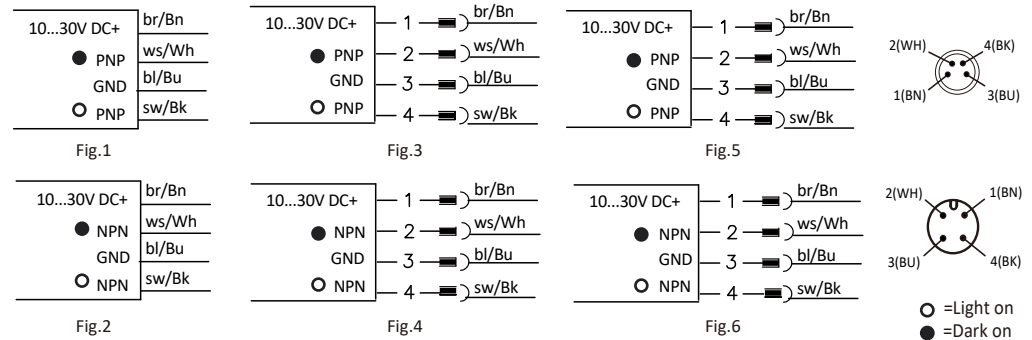 10...30V DC+ br/Bn
PNP ws/Wh
GND bl/Bu
PNP sw/Bk
Fig.1
10...30V DC+ 1 br/Bn
PNP 2 ws/Wh
GND 3 bl/Bu
PNP 4 sw/Bk
Fig.3
10...30V DC+ 1 br/Bn
PNP 2 ws/Wh
GND 3 bl/Bu
PNP 4 sw/Bk
Fig.5
2(WH) 4(BK)
1(BN) 3(BU)
10...30V DC+ br/Bn
NPN ws/Wh
GND bl/Bu
NPN sw/Bk
Fig.2
10...30V DC+ 1 br/Bn
NPN 2 ws/Wh
GND 3 bl/Bu
NPN 4 sw/Bk
Fig.4
10...30V DC+ 1 br/Bn
NPN 2 ws/Wh
GND 3 bl/Bu
NPN 4 sw/Bk
Fig.6
2(WH) 1(BN)
3(BU) 4(BK)
=Light on
=Dark on